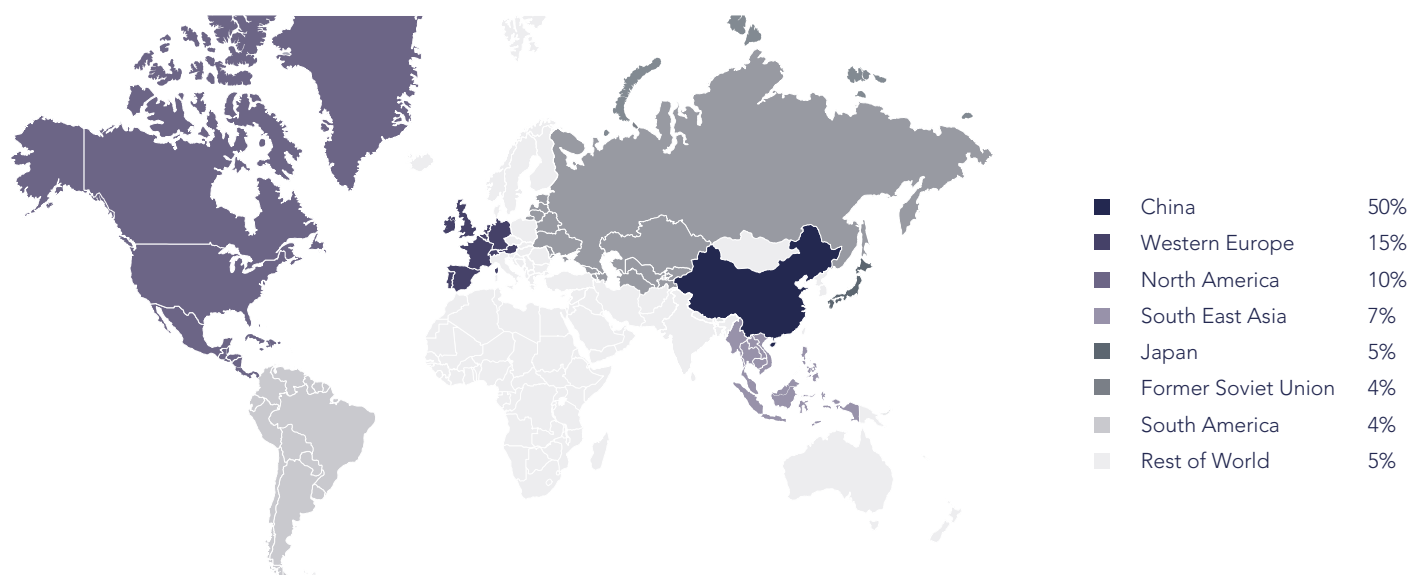 China 50%
Western Europe 15%
North America 10%
South East Asia 7%
Japan 5%
Former Soviet Union 4%
South America 4%
Rest of World 5%